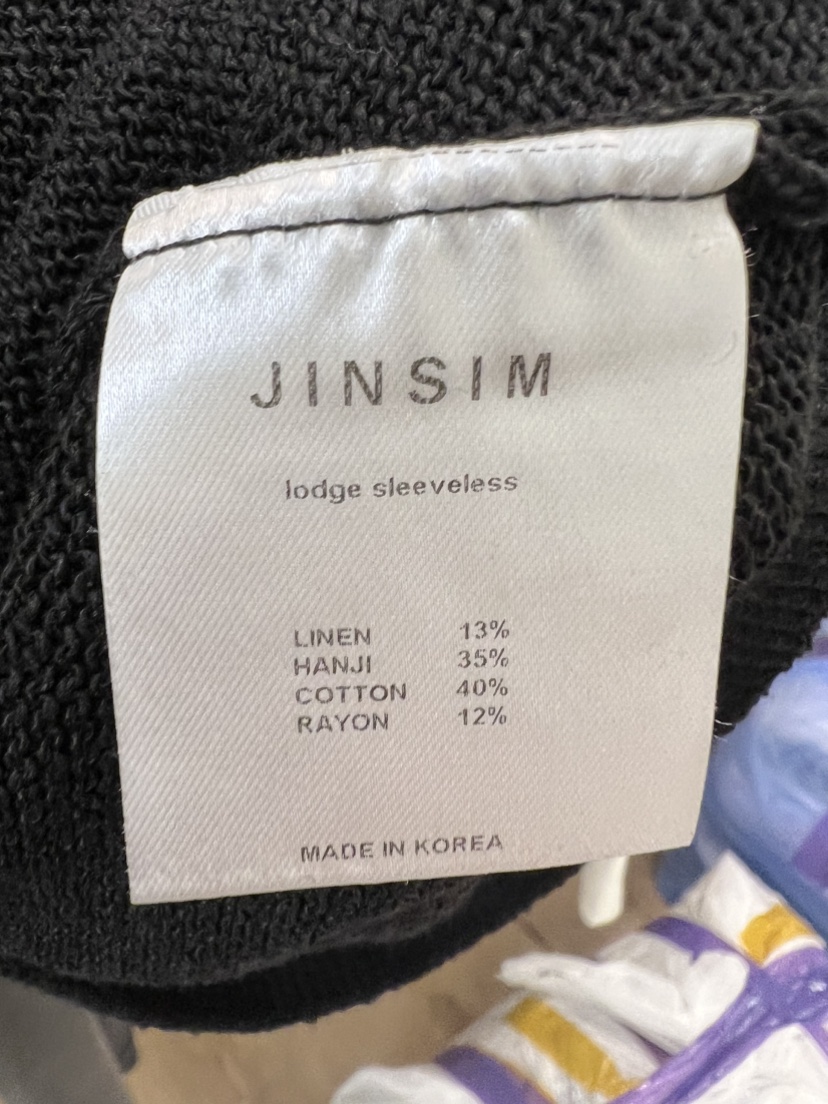 JINSIM
lodge sleeveless
LINEN 13%
HANJI 35%
COTTON 40%
RAYON 12%
MADE IN KOREA